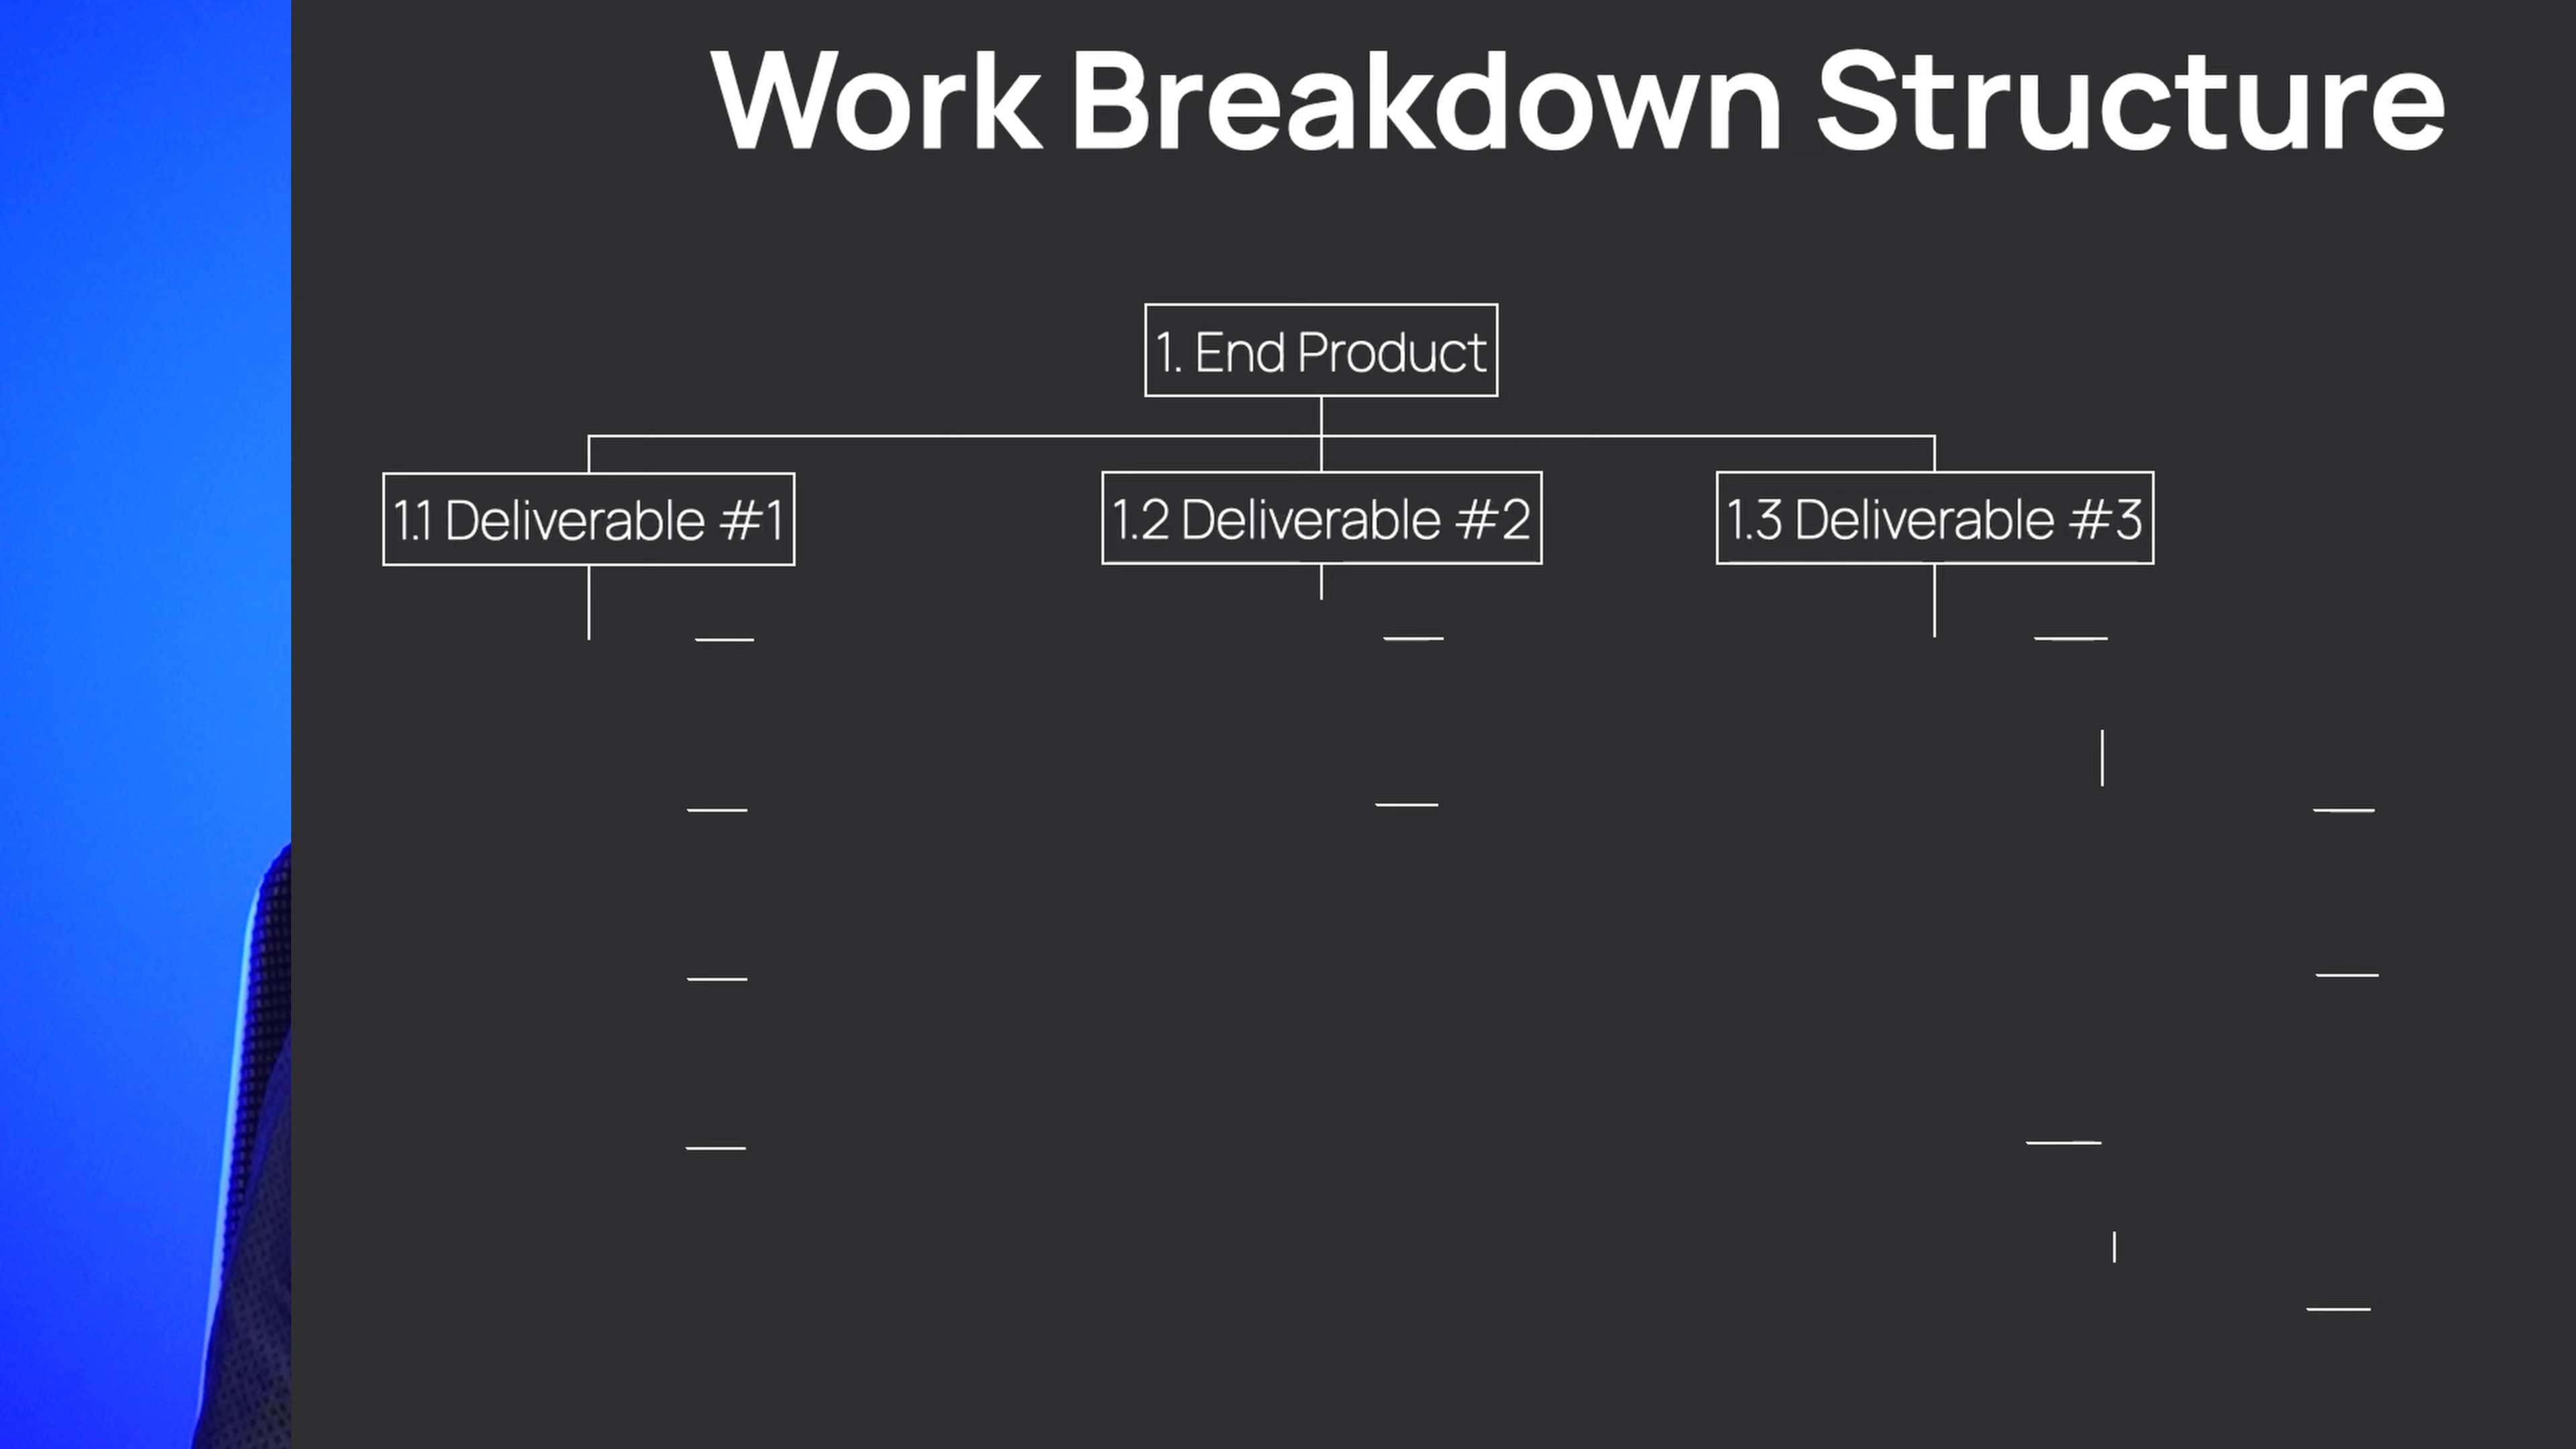 Work Breakdown Structure
1. End Product
1.1 Deliverable #1
1.2 Deliverable #2
1.3 Deliverable #3